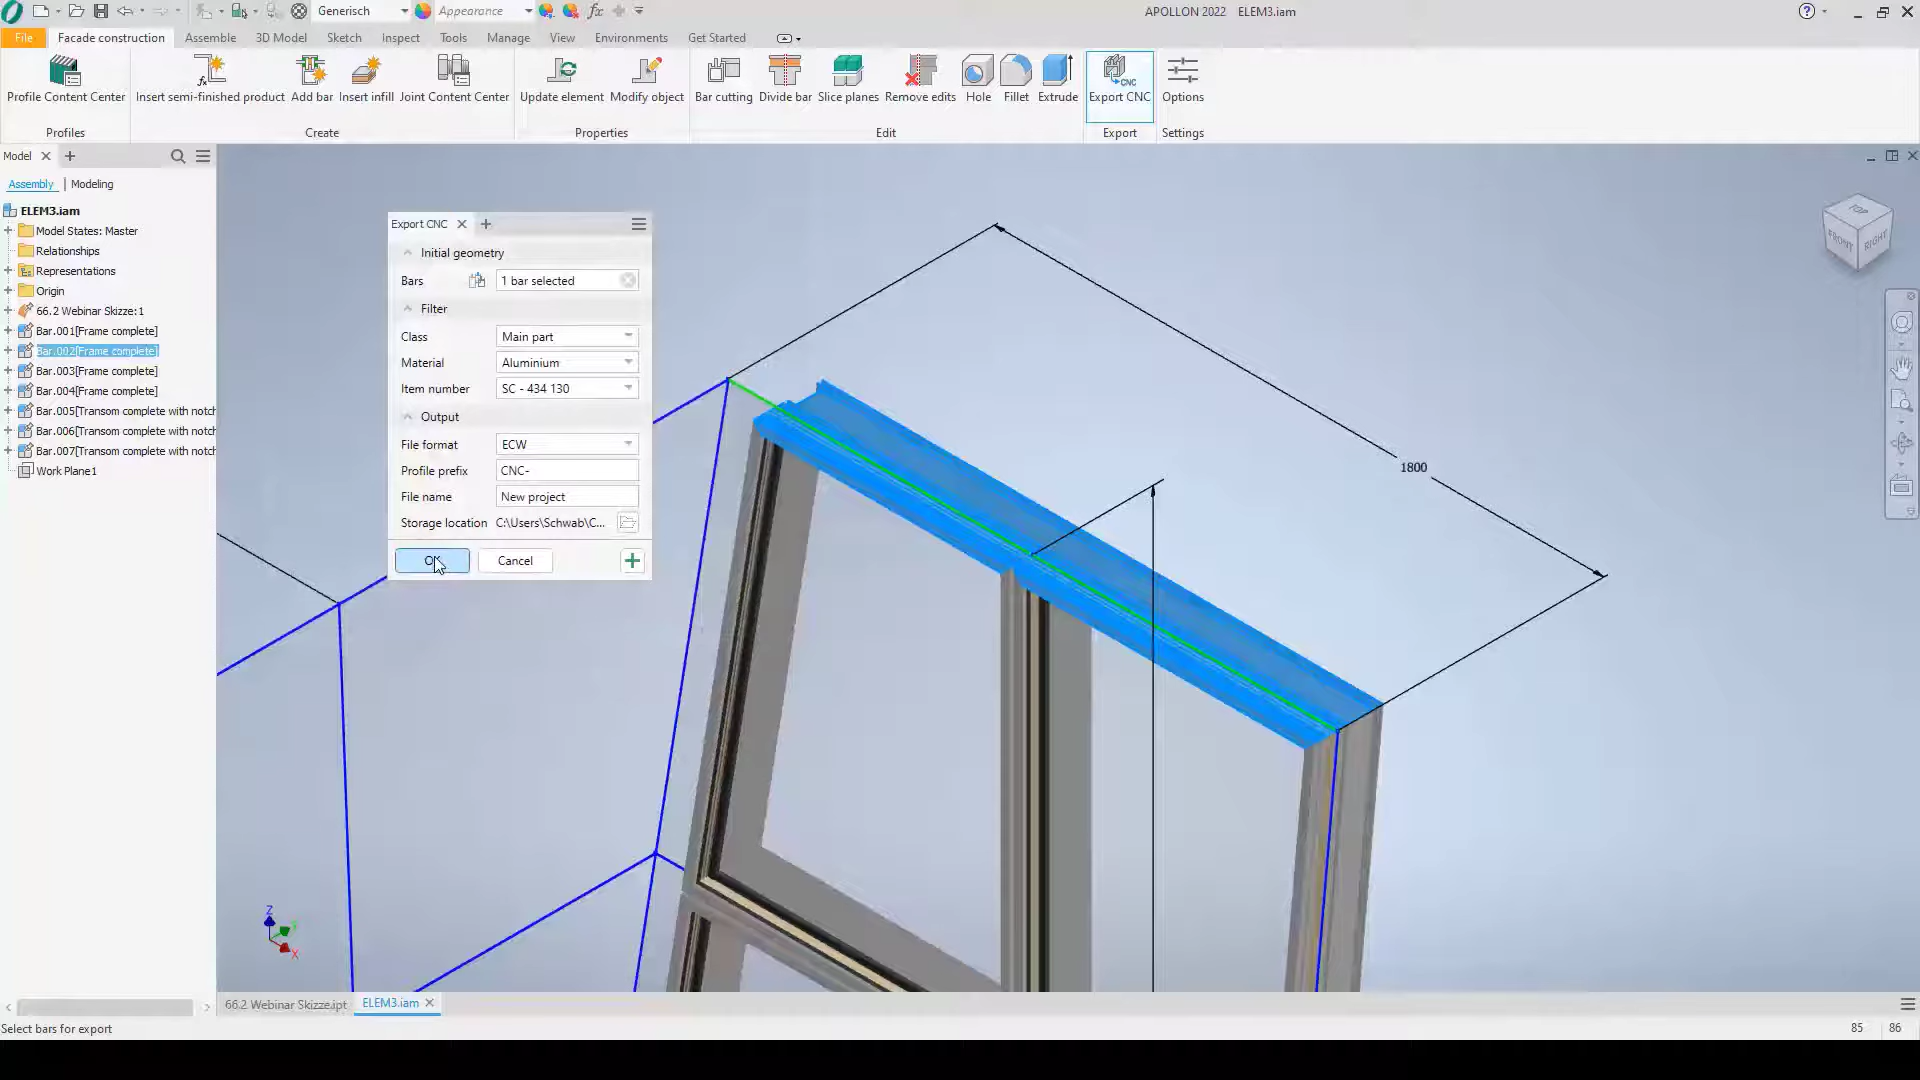 Generisch
Appearance
fx
APOLLON 2022 ELEM3.iam
File
Facade construction
Assemble
3D Model
Sketch
Inspect
Tools
Manage
View
Environments
Get Started
Profile Content Center
Insert semi-finished product
Add bar
Insert infill
Joint Content Center
Update element
Modify object
Bar cutting
Divide bar
Slice planes
Remove edits
Hole
Fillet
Extrude
CNC
Export CNC
Options
Profiles
Create
Properties
Edit
Export
Settings
Model
Assembly | Modeling
ELEM3.iam
Model States: Master
Relationships
Representations
Origin
66.2 Webinar Skizze:1
Bar.001[Frame complete]
Bar.002[Frame complete]
Bar.003[Frame complete]
Bar.004[Frame complete]
Bar.005[Transom complete with notch
Bar.006[Transom complete with notch
Bar.007[Transom complete with notch
Work Plane1
Export CNC
Initial geometry
Bars 1 bar selected
Filter
Class Main part
Material Aluminium
Item number SC - 434 130
Output
File format ECW
Profile prefix CNC-
File name New project
Storage location C:\Users\Schwab\C...
OK
Cancel
1800
TOP
FRONT
RIGHT
Z
X
66.2 Webinar Skizze.ipt
ELEM3.iam
Select bars for export
85 86